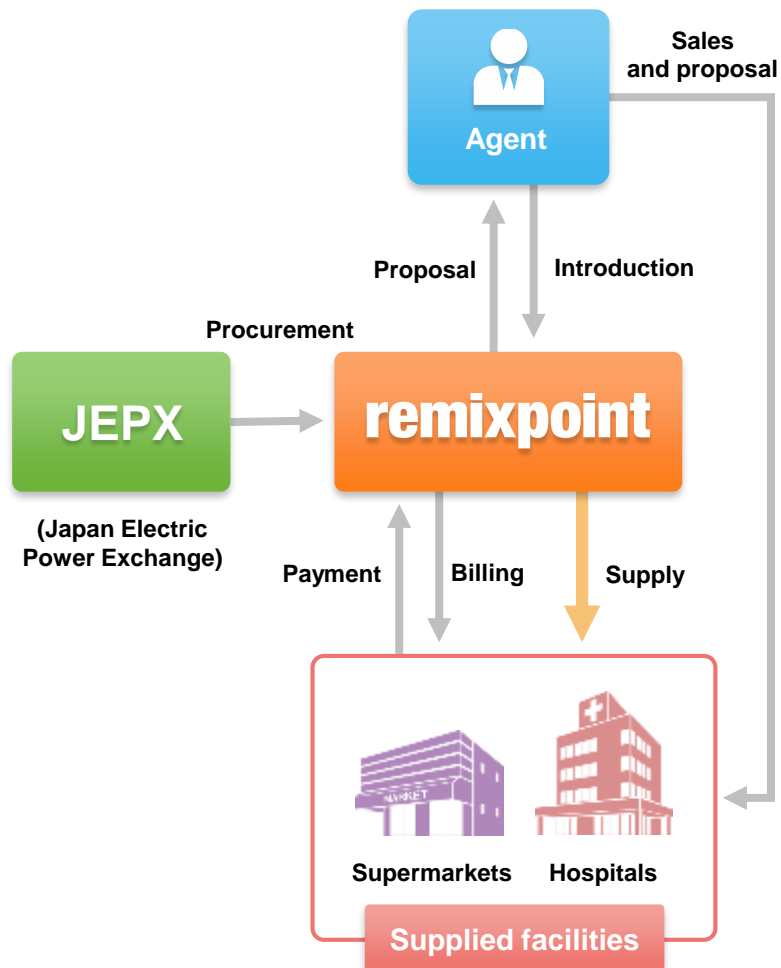 Sales
and proposal
Agent
Proposal
Introduction
Procurement
JEPX
remixpoint
(Japan Electric
Power Exchange)
Payment
Billing
Supply
MARKET
Supermarkets
Hospitals
Supplied facilities